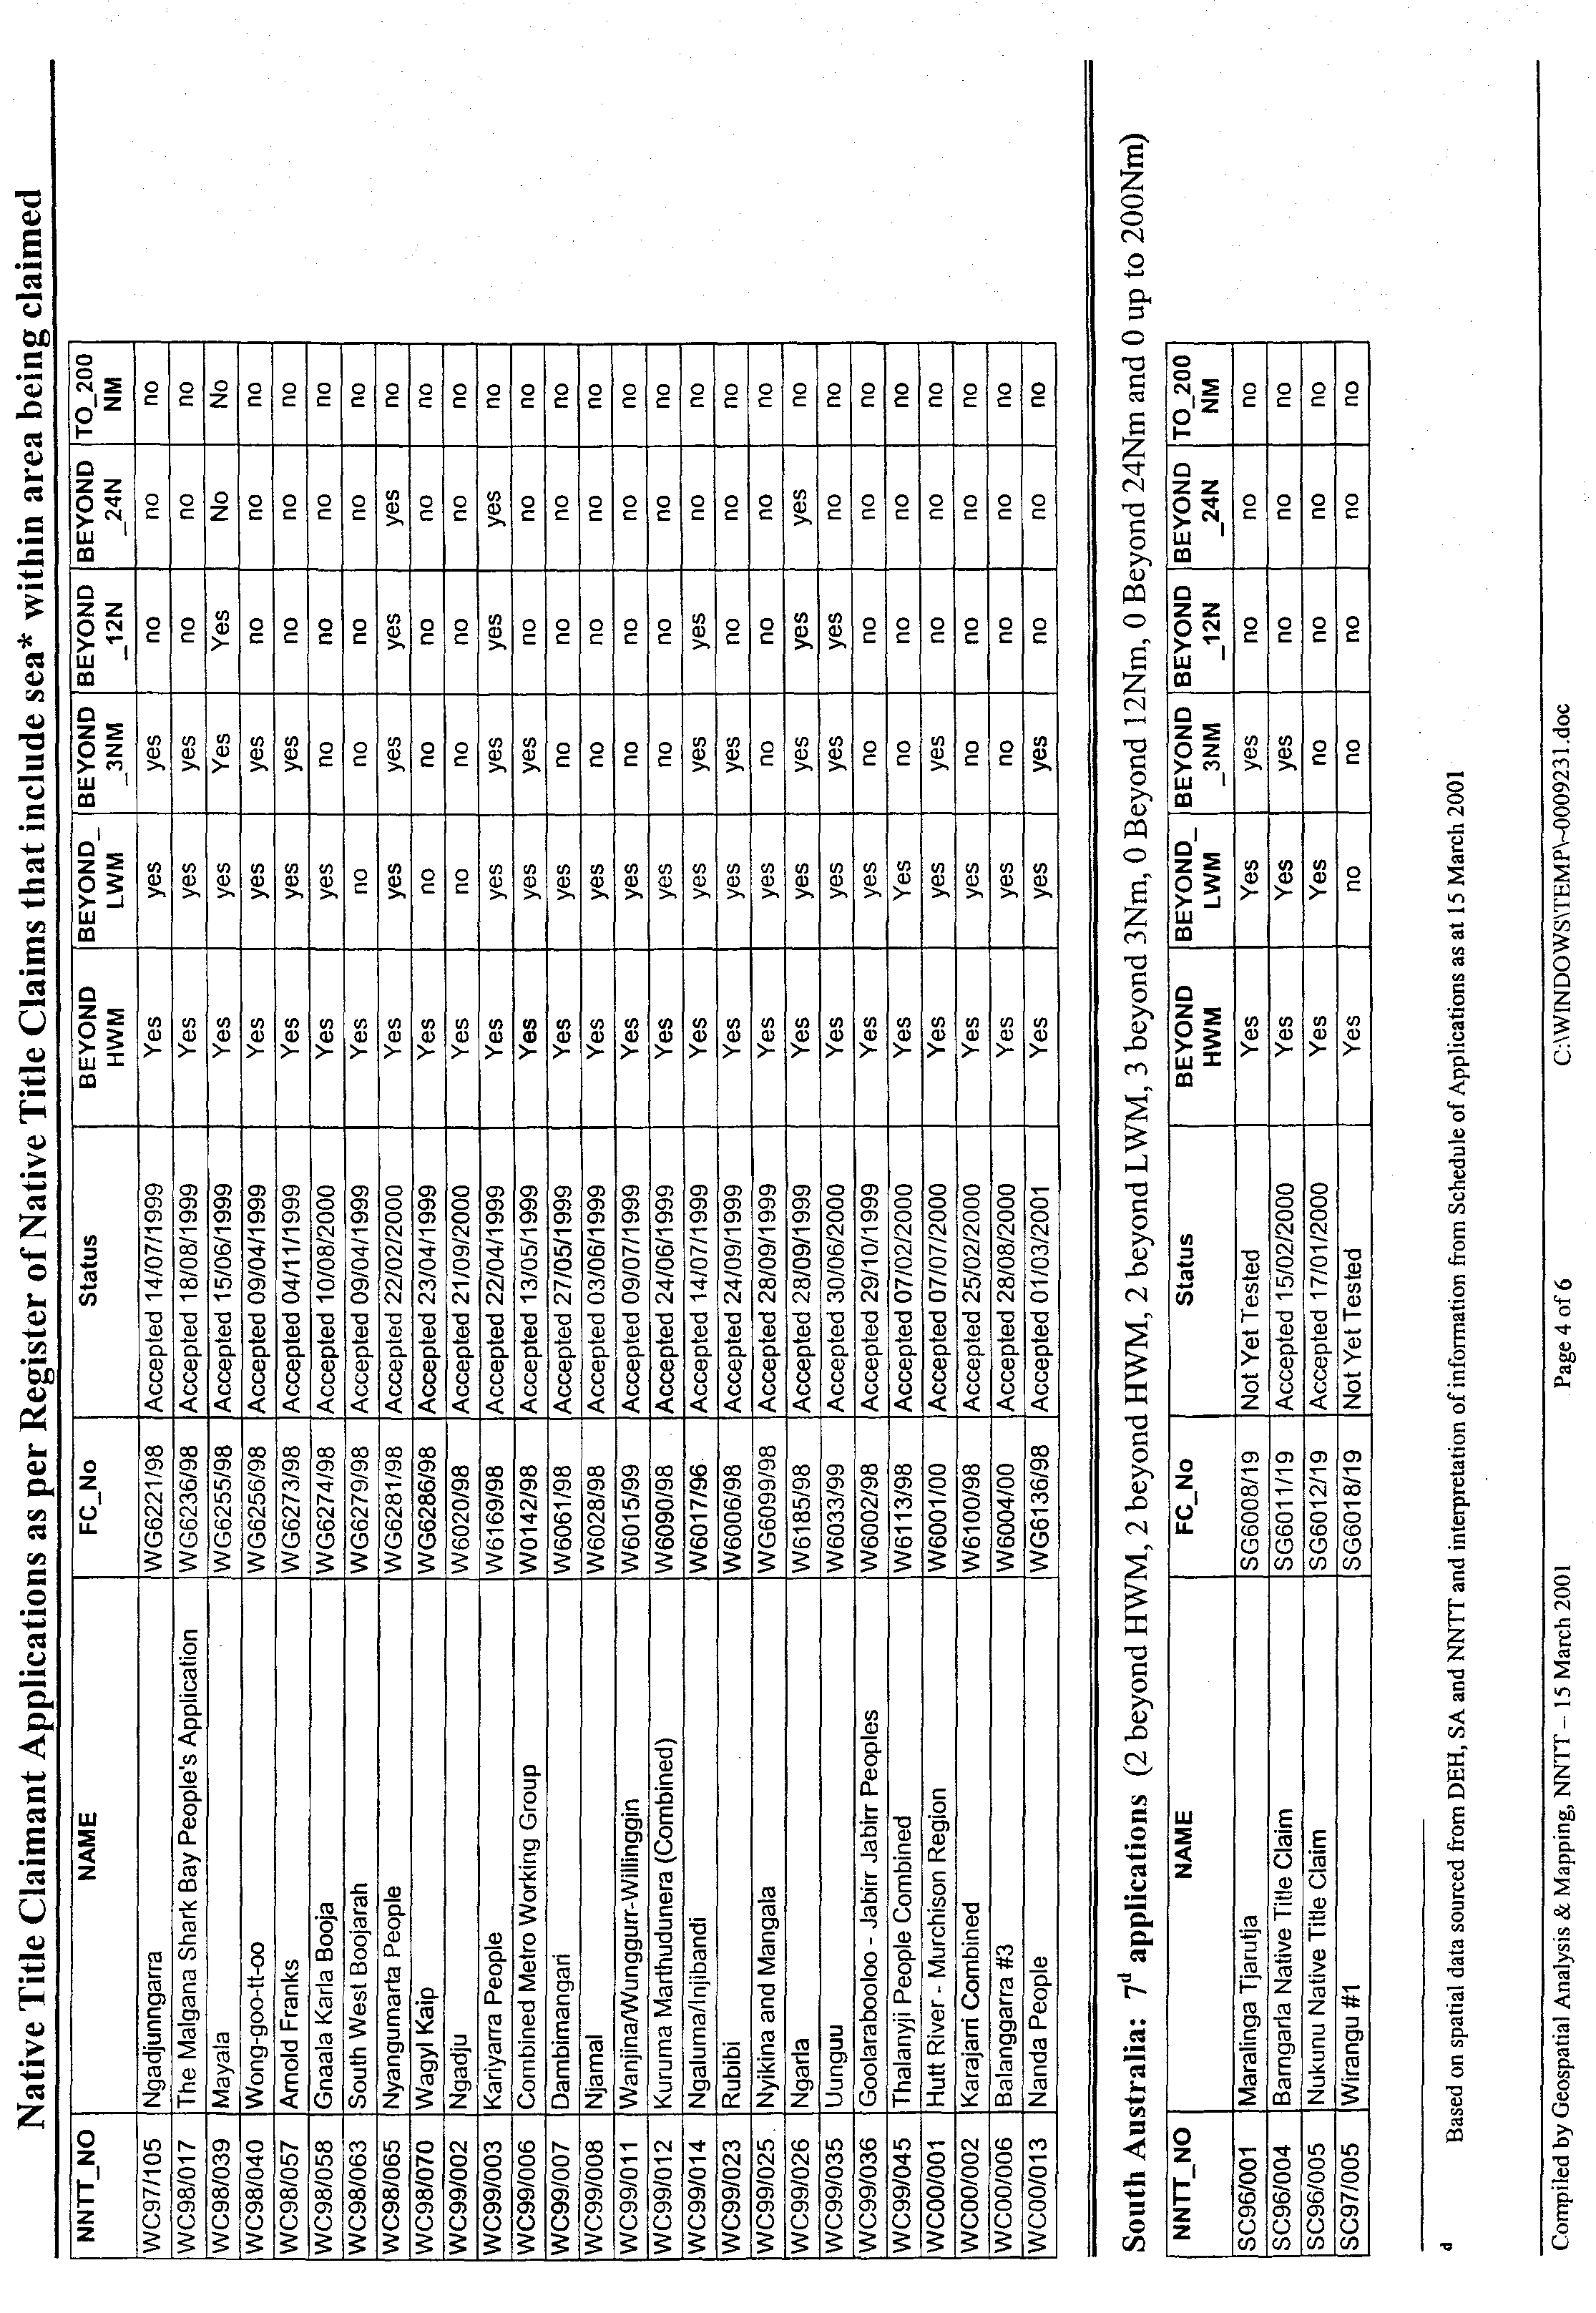 Native Title Claimant Applications as per Register of Native Title Claims that include sea* within area being claimed
NNTT_NO NAME FC_No Status BEYOND HWM BEYOND_ LWM BEYOND _3NM BEYOND _12N BEYOND _24N TO_200 NM
WC97/105 Ngadjunngarra WG6221/98 Accepted 14/07/1999 Yes yes yes no no no
WC98/017 The Malgana Shark Bay People's Application WG6236/98 Accepted 18/08/1999 Yes yes yes no no no
WC98/039 Mayala WG6255/98 Accepted 15/06/1999 Yes yes Yes Yes No No
WC98/040 Wong-goo-tt-oo WG6256/98 Accepted 09/04/1999 Yes yes yes no no no
WC98/057 Arnold Franks WG6273/98 Accepted 04/11/1999 Yes yes yes no no no
WC98/058 Gnaala Karla Booja WG6274/98 Accepted 10/08/2000 Yes yes no no no no
WC98/063 South West Boojarah WG6279/98 Accepted 09/04/1999 Yes no no no no no
WC98/065 Nyangumarta People WG6281/98 Accepted 22/02/2000 Yes yes yes yes yes no
WC98/070 Wagyl Kaip WG6286/98 Accepted 23/04/1999 Yes no no no no no
WC99/002 Ngadju W6020/98 Accepted 21/09/2000 Yes no no no no no
WC99/003 Kariyarra People W6169/98 Accepted 22/04/1999 Yes yes yes yes yes no
WC99/006 Combined Metro Working Group W0142/98 Accepted 13/05/1999 Yes yes yes no no no
WC99/007 Dambimangari W6061/98 Accepted 27/05/1999 Yes yes no no no no
WC99/008 Njamal W6028/98 Accepted 03/06/1999 Yes yes no no no no
WC99/011 Wanjina/Wunggurr-Willinggin W6015/99 Accepted 09/07/1999 Yes yes no no no no
WC99/012 Kuruma Marthudunera (Combined) W6090/98 Accepted 24/06/1999 Yes yes no no no no
WC99/014 Ngaluma/Injibandi W6017/96 Accepted 14/07/1999 Yes yes yes yes no no
WC99/023 Rubibi W6006/98 Accepted 24/09/1999 Yes yes yes no no no
WC99/025 Nyikina and Mangala WG6099/98 Accepted 28/09/1999 Yes yes no no no no
WC99/026 Ngarla W6185/98 Accepted 28/09/1999 Yes yes yes yes yes no
WC99/035 Uunguu W6033/99 Accepted 30/06/2000 Yes yes yes yes no no
WC99/036 Goolarabooloo - Jabirr Jabirr Peoples W6002/98 Accepted 29/10/1999 Yes yes no no no no
WC99/045 Thalanyji People Combined W6113/98 Accepted 07/02/2000 Yes Yes no no no no
WC00/001 Hutt River - Murchison Region W6001/00 Accepted 07/07/2000 Yes yes yes no no no
WC00/002 Karajarri Combined W6100/98 Accepted 25/02/2000 Yes yes no no no no
WC00/006 Balanggarra #3 W6004/00 Accepted 28/08/2000 Yes yes no no no no
WC00/013 Nanda People WG6136/98 Accepted 01/03/2001 Yes yes yes no no no
South Australia: 7d applications (2 beyond HWM, 2 beyond HWM, 2 beyond LWM, 3 beyond 3Nm, 0 Beyond 12Nm, 0 Beyond 24Nm and 0 up to 200Nm)
NNTT_NO NAME FC_No Status BEYOND HWM BEYOND_ LWM BEYOND _3NM BEYOND _12N BEYOND _24N TO_200 NM
SC96/001 Maralinga Tjarutja SG6008/19 Not Yet Tested Yes Yes yes no no no
SC96/004 Barngarla Native Title Claim SG6011/19 Accepted 15/02/2000 Yes Yes yes no no no
SC96/005 Nukunu Native Title Claim SG6012/19 Accepted 17/01/2000 Yes Yes no no no no
SC97/005 Wirangu #1 SG6018/19 Not Yet Tested Yes no no no no no
d Based on spatial data sourced from DEH, SA and NNTT and interpretation of information from Schedule of Applications as at 15 March 2001
Compiled by Geospatial Analysis & Mapping, NNTT – 15 March 2001 Page 4 of 6 C:\WINDOWS\TEMP\~0009231.doc